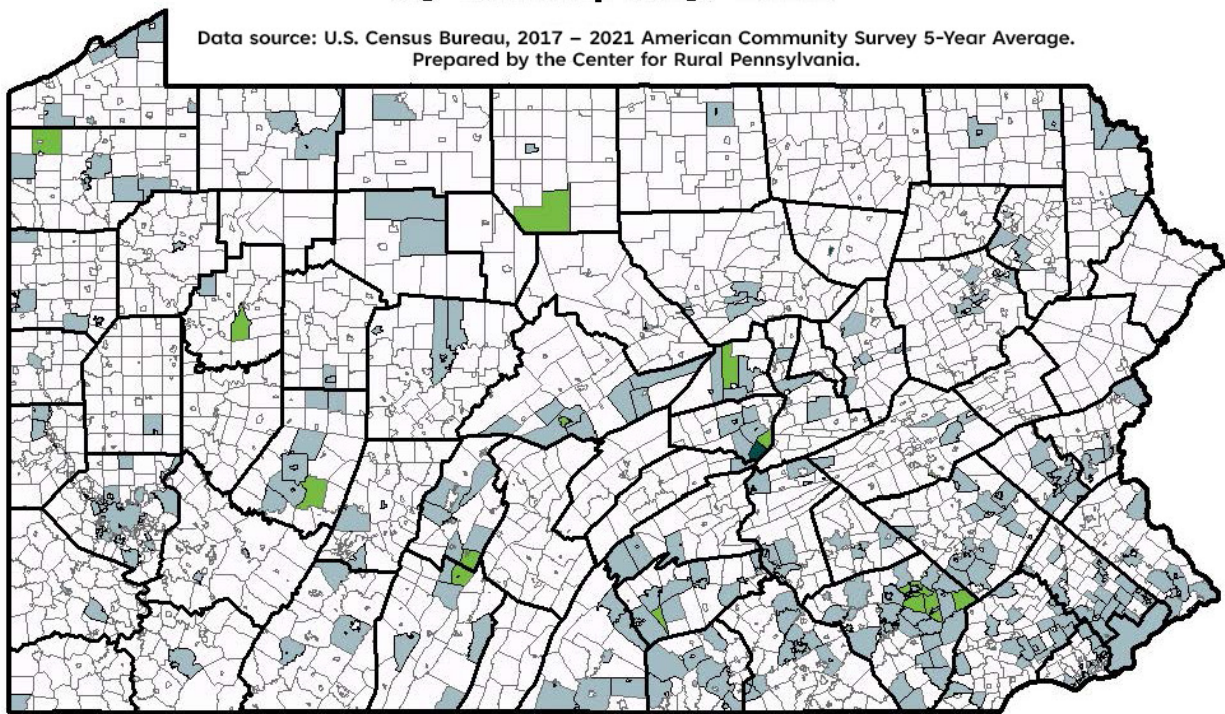 Data source: U.S. Census Bureau, 2017 – 2021 American Community Survey 5-Year Average.
Prepared by the Center for Rural Pennsylvania.